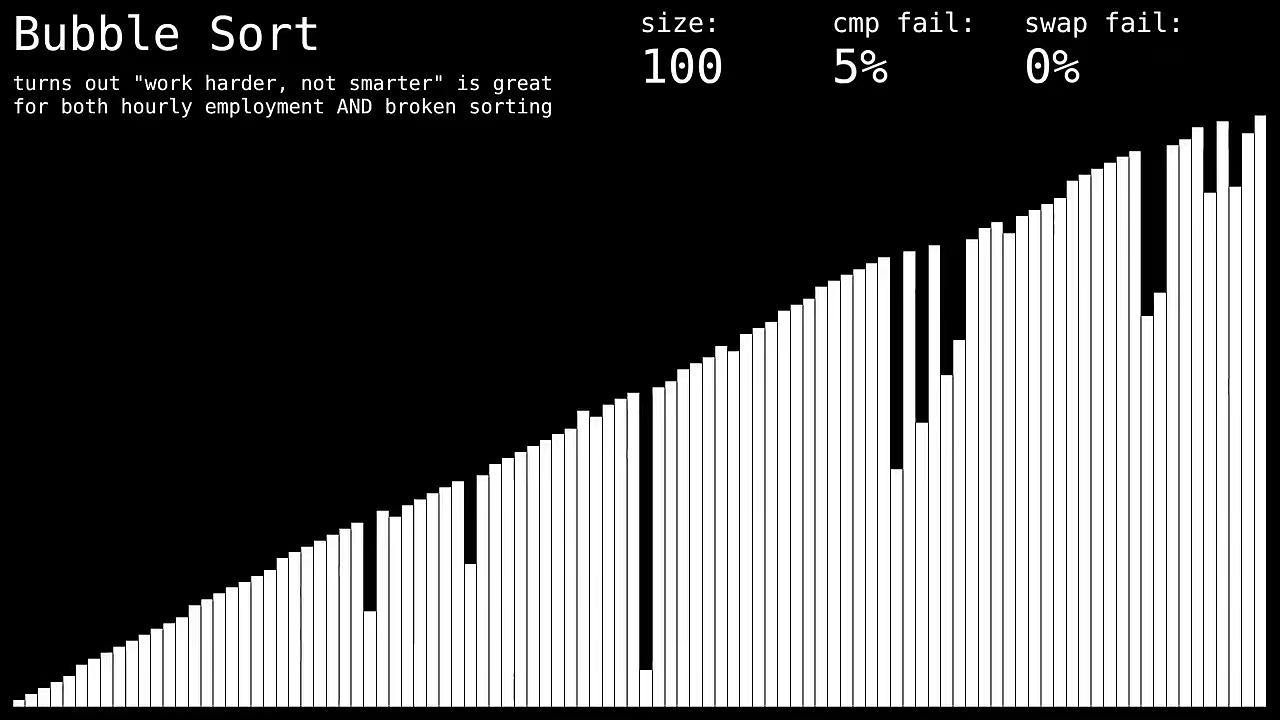 Bubble Sort
turns out "work harder, not smarter" is great
for both hourly employment AND broken sorting
size:
100
cmp fail:
5%
swap fail:
0%